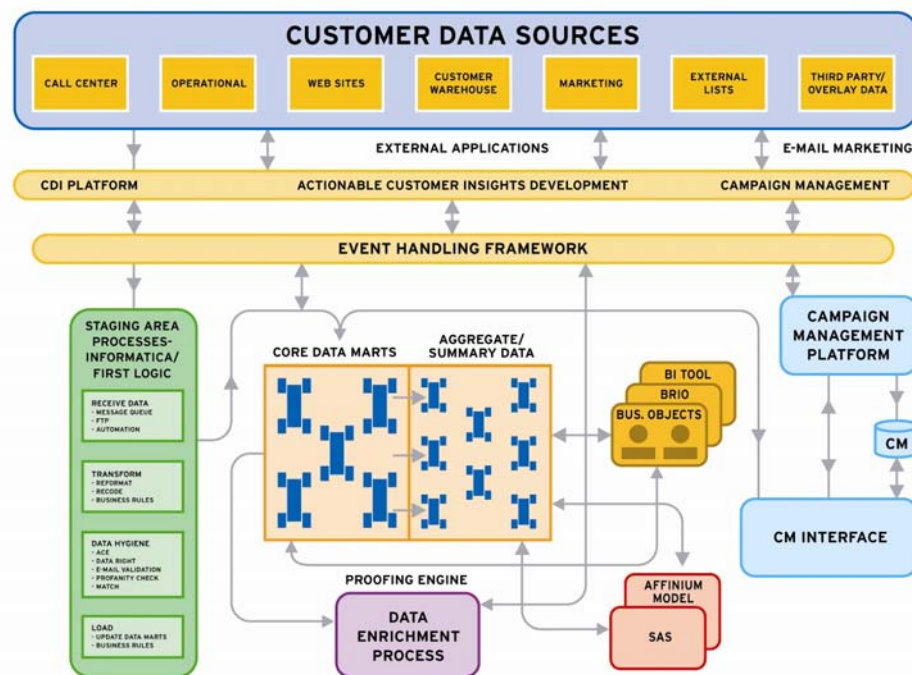 CUSTOMER DATA SOURCES
CALL CENTER
OPERATIONAL
WEB SITES
CUSTOMER
WAREHOUSE
MARKETING
EXTERNAL
LISTS
THIRD PARTY/
OVERLAY DATA
EXTERNAL APPLICATIONS
E-MAIL MARKETING
CDI PLATFORM
ACTIONABLE CUSTOMER INSIGHTS DEVELOPMENT
CAMPAIGN MANAGEMENT
EVENT HANDLING FRAMEWORK
STAGING AREA
PROCESSES-
INFORMATICA/
FIRST LOGIC
RECEIVE DATA
- MESSAGE QUEUE
- FTP
- AUTOMATION
TRANSFORM
- REFORMAT
- RECODE
- BUSINESS RULES
DATA HYGIENE
- ACE
- DATA RIGHT
- E-MAIL VALIDATION
- PROFANITY CHECK
- MATCH
LOAD
- UPDATE DATA MARTS
- BUSINESS RULES
CORE DATA MARTS
AGGREGATE/
SUMMARY DATA
BI TOOL
BRIO
BUS. OBJECTS
CAMPAIGN
MANAGEMENT
PLATFORM
CM
CM INTERFACE
PROOFING ENGINE
DATA
ENRICHMENT
PROCESS
AFFINIUM
MODEL
SAS